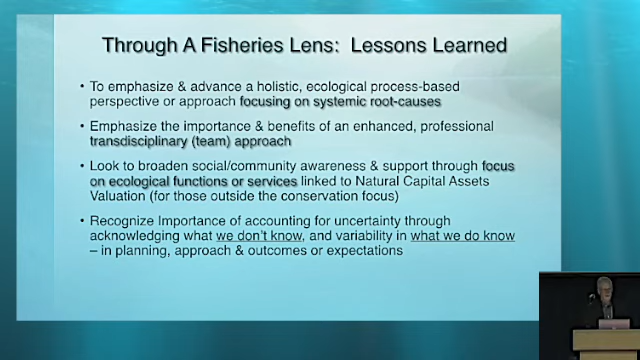 Through A Fisheries Lens: Lessons Learned
• To emphasize & advance a holistic, ecological process-based
perspective or approach focusing on systemic root-causes
• Emphasize the importance & benefits of an enhanced, professional
transdisciplinary (team) approach
• Look to broaden social/community awareness & support through focus
on ecological functions or services linked to Natural Capital Assets
Valuation (for those outside the conservation focus)
• Recognize Importance of accounting for uncertainty through
acknowledging what we don't know, and variability in what we do know
– in planning, approach & outcomes or expectations